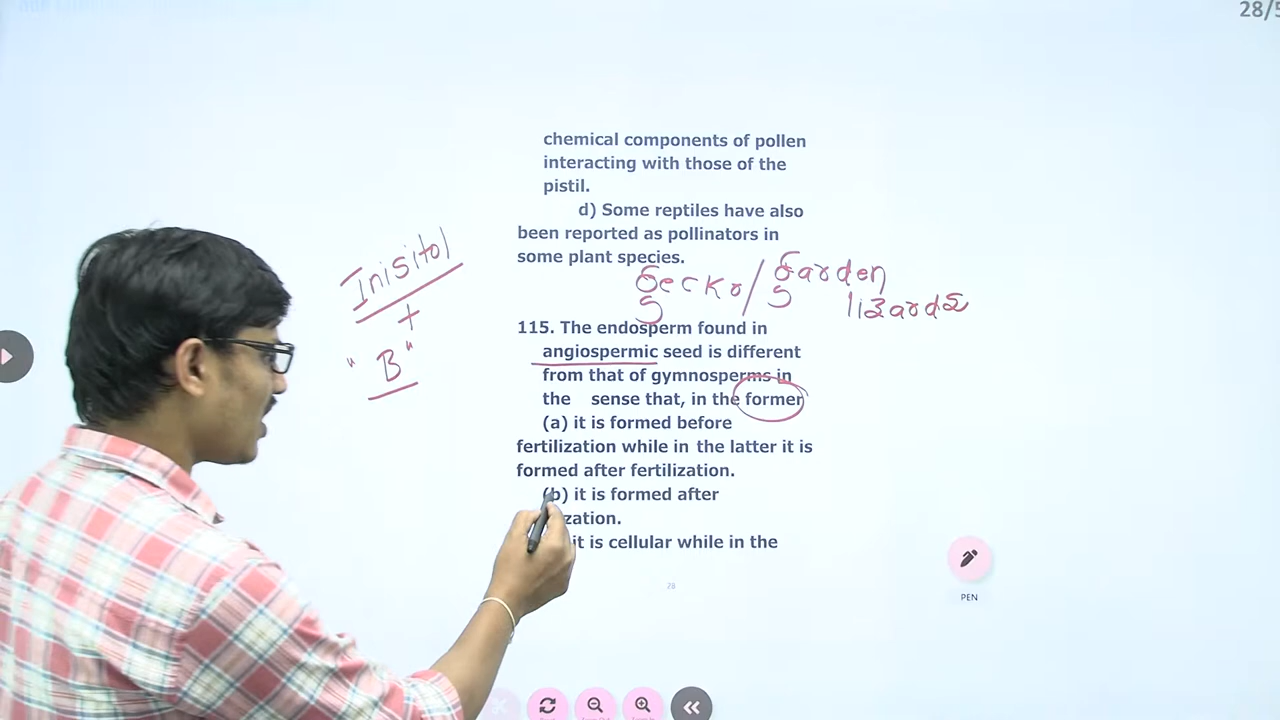 28/5
chemical components of pollen
interacting with those of the
pistil.
d) Some reptiles have also
been reported as pollinators in
some plant species.
Gecko/Garden
lizards
Inisitol
+
"B"
115. The endosperm found in
angiospermic seed is different
from that of gymnosperms in
the sense that, in the former
(a) it is formed before
fertilization while in the latter it is
formed after fertilization.
(b) it is formed after
zation.
it is cellular while in the
28
PEN